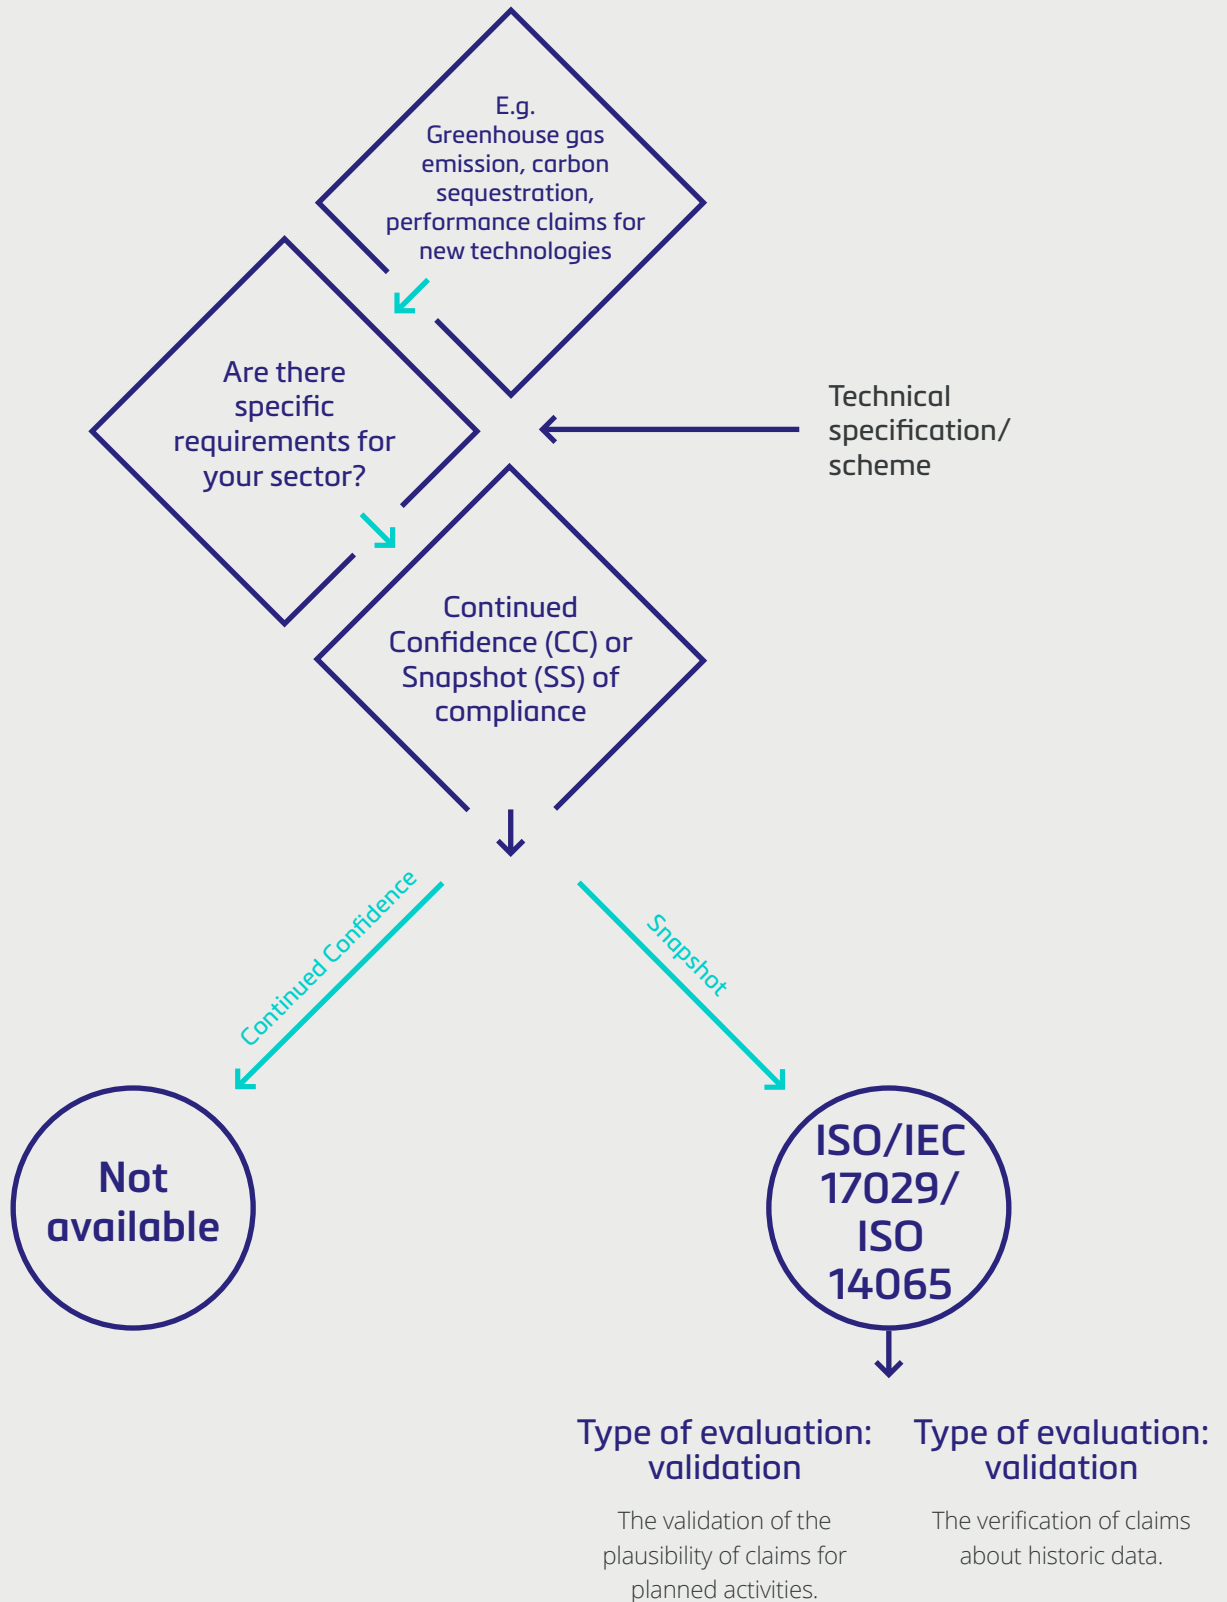 E.g.
Greenhouse gas
emission, carbon
sequestration,
performance claims for
new technologies
Are there
specific
requirements for
your sector?
Technical
specification/
scheme
Continued
Confidence (CC) or
Snapshot (SS) of
compliance
Continued Confidence
Snapshot
Not
available
ISO/IEC
17029/
ISO
14065
Type of evaluation:
validation
The validation of the
plausibility of claims for
planned activities.
Type of evaluation:
validation
The verification of claims
about historic data.